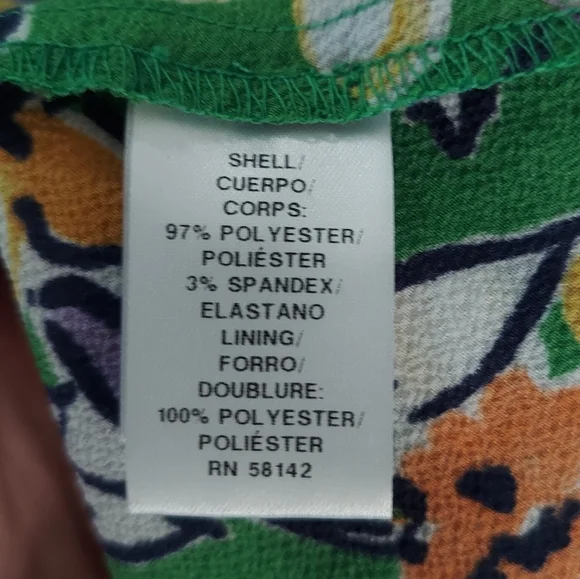 SHELL/
CUERPO/
CORPS:
97% POLYESTER/
POLIÉSTER
3% SPANDEX/
ELASTANO
LINING/
FORRO/
DOUBLURE:
100% POLYESTER/
POLIÉSTER
RN 58142